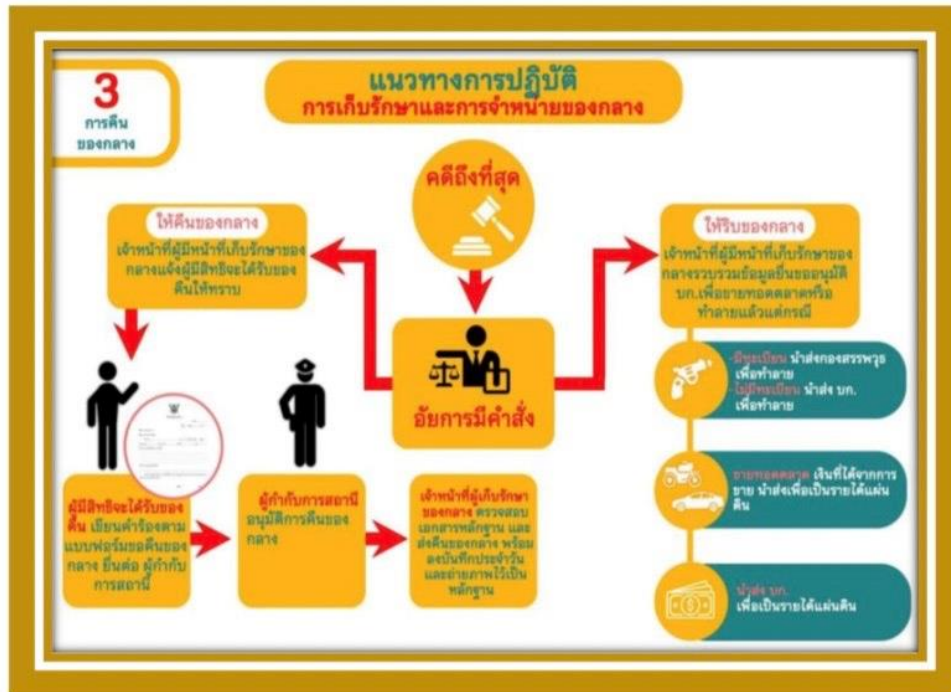 3
การคืน
ของกลาง
แนวทางการปฏิบัติ
การเก็บรักษาและการจำหน่ายของกลาง
คดีถึงที่สุด
ให้คืนของกลาง
เจ้าหน้าที่ผู้มีหน้าที่เก็บรักษาของ
กลางแจ้งผู้มีสิทธิจะได้รับของ
คืนให้ทราบ
ให้ริบของกลาง
เจ้าหน้าที่ผู้มีหน้าที่เก็บรักษาของ
กลางรวบรวมข้อมูลยื่นขออนุมัติ
บก.เพื่อขายทอดตลาดหรือ
ทำลายแล้วแต่กรณี
อัยการมีคำสั่ง
-มีทะเบียน นำส่งกองสรรพาวุธ
เพื่อทำลาย
-ไม่มีทะเบียน นำส่ง บก.
เพื่อทำลาย
ขายทอดตลาด เงินที่ได้จากการ
ขาย นำส่งเพื่อเป็นรายได้แผ่น
ดิน
นำส่ง บก.
เพื่อเป็นรายได้แผ่นดิน
ผู้มีสิทธิจะได้รับของ
คืน เขียนคำร้องตาม
แบบฟอร์มขอคืนของ
กลาง ยื่นต่อ ผู้กำกับ
การสถานี
ผู้กำกับการสถานี
อนุมัติการคืนของ
กลาง
เจ้าหน้าที่ผู้เก็บรักษา
ของกลาง ตรวจสอบ
เอกสารหลักฐาน และ
ส่งคืนของกลาง พร้อม
ลงบันทึกประจำวัน
และถ่ายภาพไว้เป็น
หลักฐาน